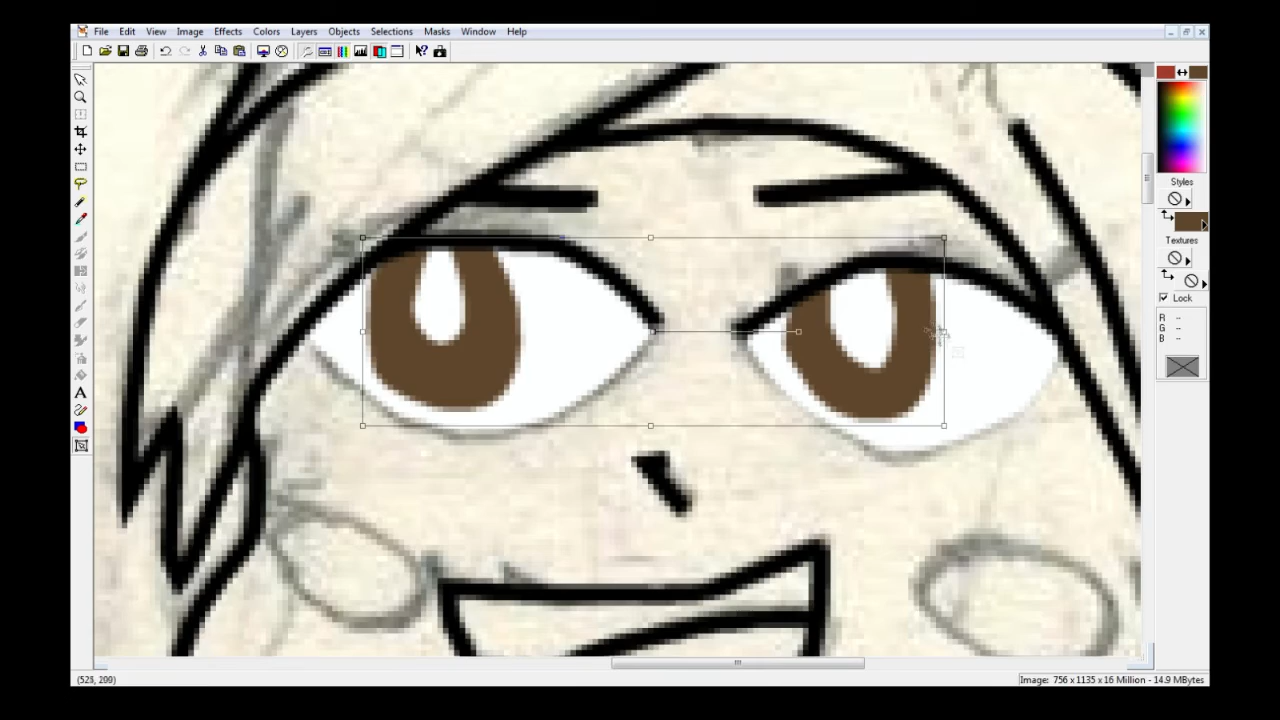 File Edit View Image Effects Colors Layers Objects Selections Masks Window Help
Styles
Textures
Lock
R --
G --
B --
A
(528, 209)
Image: 756 x 1135 x 16 Million - 14.9 MBytes